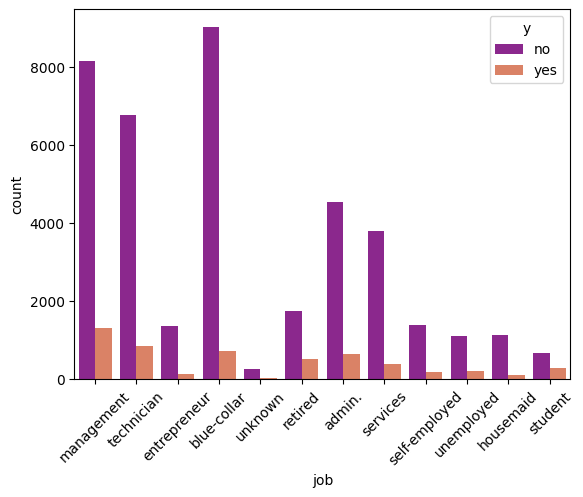 y
no
yes
8000
6000
4000
2000
0
count
management
technician
entrepreneur
blue-collar
unknown
retired
admin.
services
self-employed
unemployed
housemaid
student
job